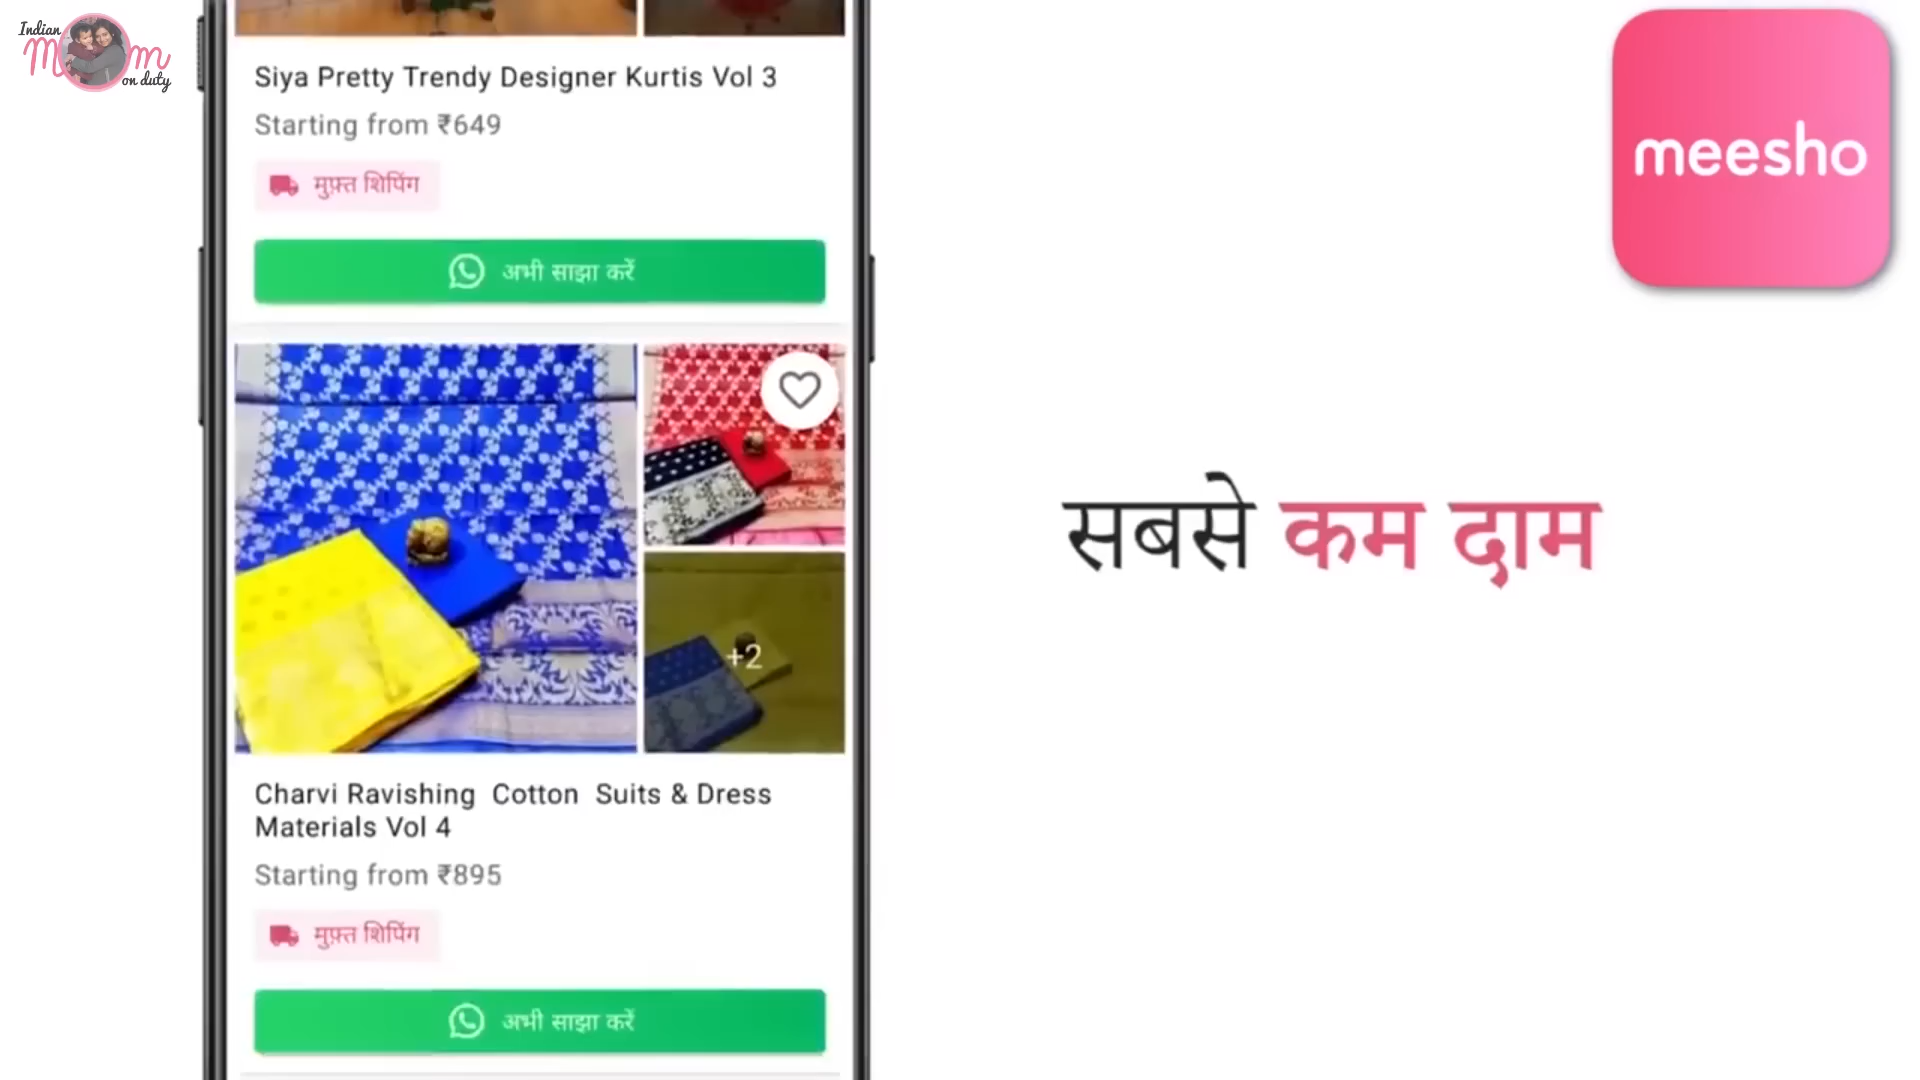 Indian
Mom
on duty
Siya Pretty Trendy Designer Kurtis Vol 3
Starting from ₹649
मुफ़्त शिपिंग
अभी साझा करें
+2
Charvi Ravishing Cotton Suits & Dress
Materials Vol 4
Starting from ₹895
मुफ़्त शिपिंग
अभी साझा करें
meesho
सबसे कम दाम